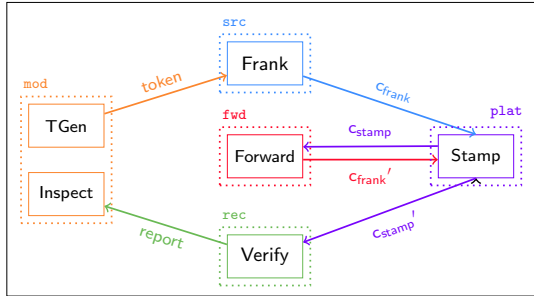 src
Frank
token
c_frank
mod
TGen
fwd
plat
c_stamp
Forward
Stamp
c_frank′
Inspect
rec
c_stamp′
report
Verify